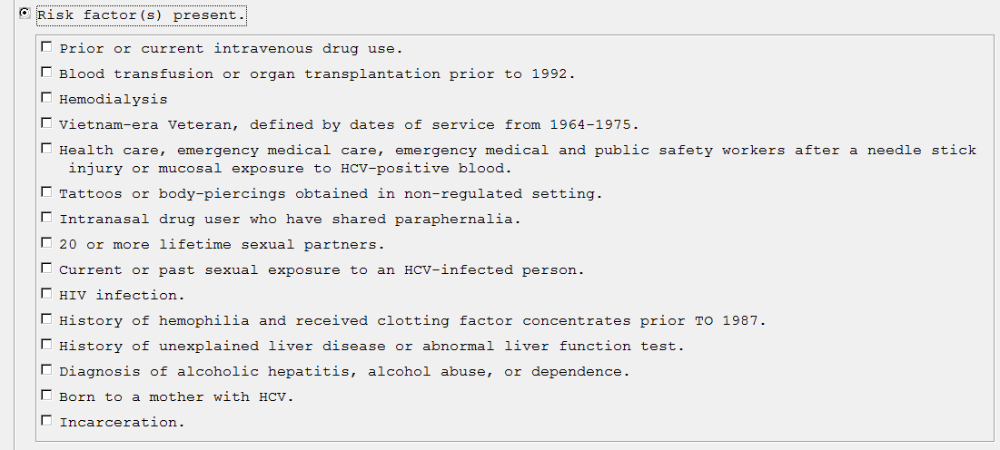 Risk factor(s) present.
Prior or current intravenous drug use.
Blood transfusion or organ transplantation prior to 1992.
Hemodialysis
Vietnam-era Veteran, defined by dates of service from 1964-1975.
Health care, emergency medical care, emergency medical and public safety workers after a needle stick
injury or mucosal exposure to HCV-positive blood.
Tattoos or body-piercings obtained in non-regulated setting.
Intranasal drug user who have shared paraphernalia.
20 or more lifetime sexual partners.
Current or past sexual exposure to an HCV-infected person.
HIV infection.
History of hemophilia and received clotting factor concentrates prior TO 1987.
History of unexplained liver disease or abnormal liver function test.
Diagnosis of alcoholic hepatitis, alcohol abuse, or dependence.
Born to a mother with HCV.
Incarceration.